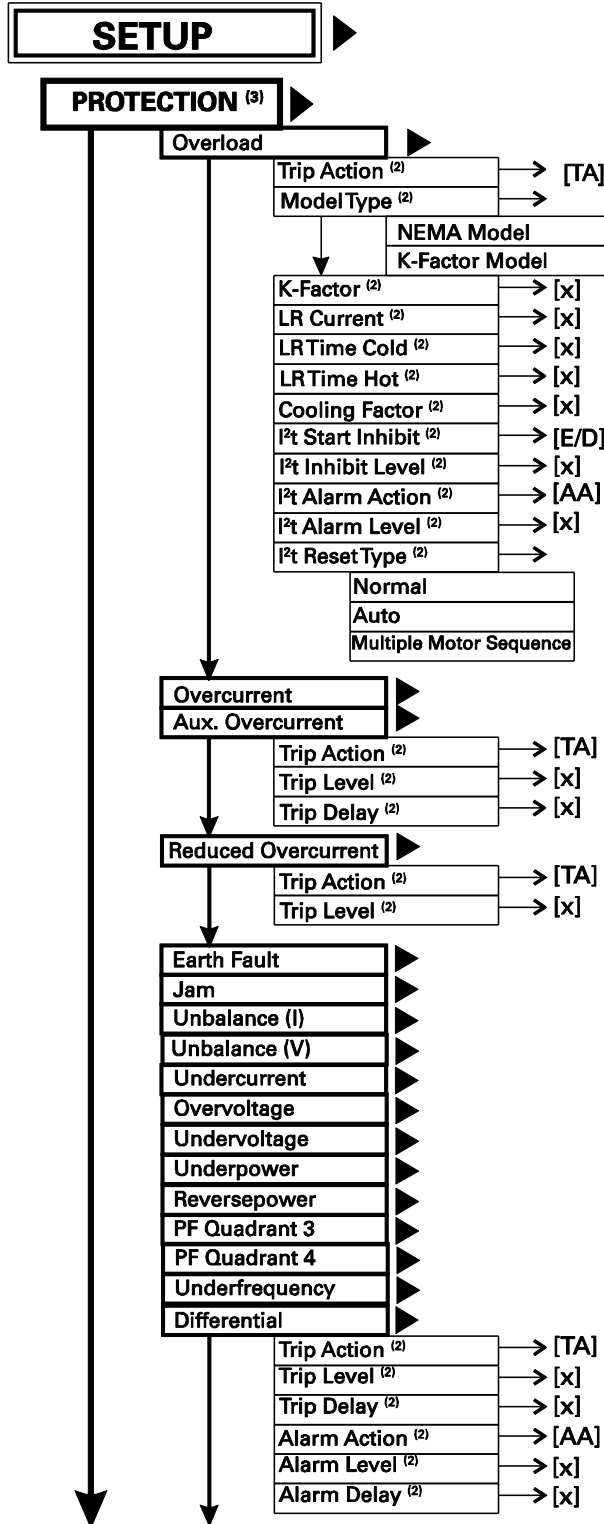 SETUP
PROTECTION (3)
Overload
Trip Action (2) [TA]
Model Type (2)
NEMA Model
K-Factor Model
K-Factor (2) [x]
LR Current (2) [x]
LR Time Cold (2) [x]
LR Time Hot (2) [x]
Cooling Factor (2) [x]
I²t Start Inhibit (2) [E/D]
I²t Inhibit Level (2) [x]
I²t Alarm Action (2) [AA]
I²t Alarm Level (2) [x]
I²t Reset Type (2)
Normal
Auto
Multiple Motor Sequence
Overcurrent
Aux. Overcurrent
Trip Action (2) [TA]
Trip Level (2) [x]
Trip Delay (2) [x]
Reduced Overcurrent
Trip Action (2) [TA]
Trip Level (2) [x]
Earth Fault
Jam
Unbalance (I)
Unbalance (V)
Undercurrent
Overvoltage
Undervoltage
Underpower
Reversepower
PF Quadrant 3
PF Quadrant 4
Underfrequency
Differential
Trip Action (2) [TA]
Trip Level (2) [x]
Trip Delay (2) [x]
Alarm Action (2) [AA]
Alarm Level (2) [x]
Alarm Delay (2) [x]